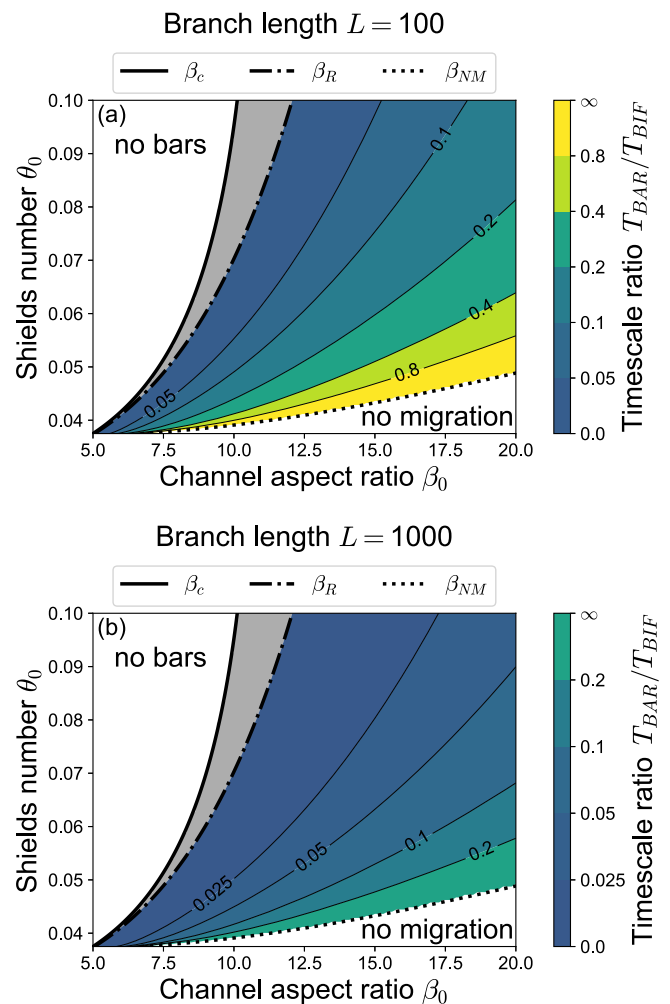 Branch length L = 100
β_c β_R β_NM
(a)
no bars
0.10
0.09
0.08
0.07
0.06
0.05
0.04
Shields number θ_0
0.05
0.1
0.2
0.4
0.8
no migration
5.0 7.5 10.0 12.5 15.0 17.5 20.0
Channel aspect ratio β_0
∞
0.8
0.4
0.2
0.1
0.05
0.0
Timescale ratio T_BAR/T_BIF
Branch length L = 1000
β_c β_R β_NM
(b)
no bars
0.10
0.09
0.08
0.07
0.06
0.05
0.04
Shields number θ_0
0.025
0.05
0.1
0.2
no migration
5.0 7.5 10.0 12.5 15.0 17.5 20.0
Channel aspect ratio β_0
∞
0.2
0.1
0.05
0.025
0.0
Timescale ratio T_BAR/T_BIF